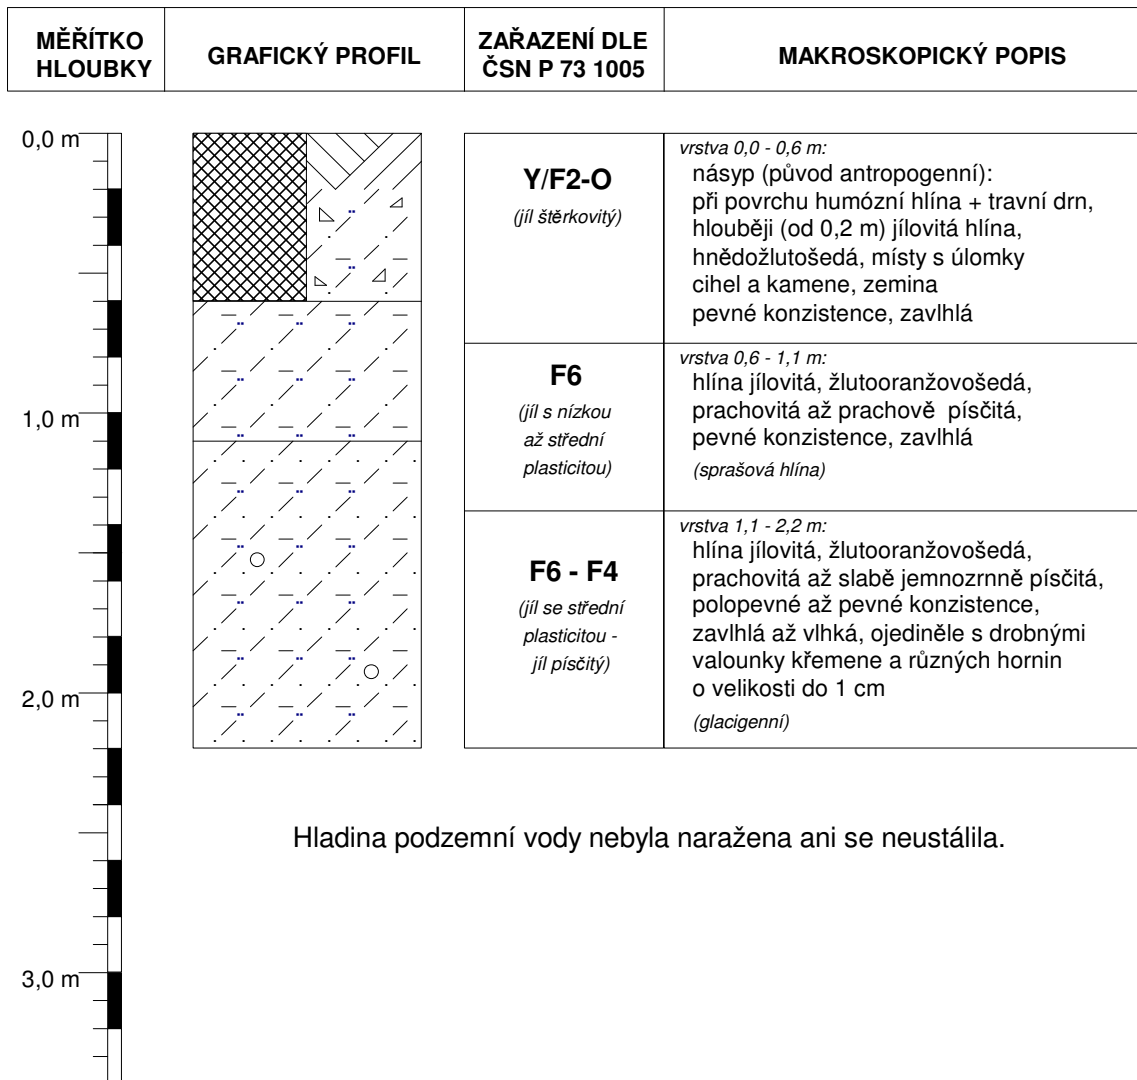 MĚŘÍTKO
HLOUBKY
GRAFICKÝ PROFIL
ZAŘAZENÍ DLE
ČSN P 73 1005
MAKROSKOPICKÝ POPIS
0,0 m
Y/F2-O
(jíl štěrkovitý)
vrstva 0,0 - 0,6 m:
násyp (původ antropogenní):
při povrchu humózní hlína + travní drn,
hlouběji (od 0,2 m) jílovitá hlína,
hnědožlutošedá, místy s úlomky
cihel a kamene, zemina
pevné konzistence, zavlhlá
F6
(jíl s nízkou
až střední
plasticitou)
vrstva 0,6 - 1,1 m:
hlína jílovitá, žlutooranžovošedá,
prachovitá až prachově písčitá,
pevné konzistence, zavlhlá
(sprašová hlína)
1,0 m
F6 - F4
(jíl se střední
plasticitou -
jíl písčitý)
vrstva 1,1 - 2,2 m:
hlína jílovitá, žlutooranžovošedá,
prachovitá až slabě jemnozrnně písčitá,
polopevné až pevné konzistence,
zavlhlá až vlhká, ojediněle s drobnými
valounky křemene a různých hornin
o velikosti do 1 cm
(glacigenní)
2,0 m
Hladina podzemní vody nebyla naražena ani se neustálila.
3,0 m